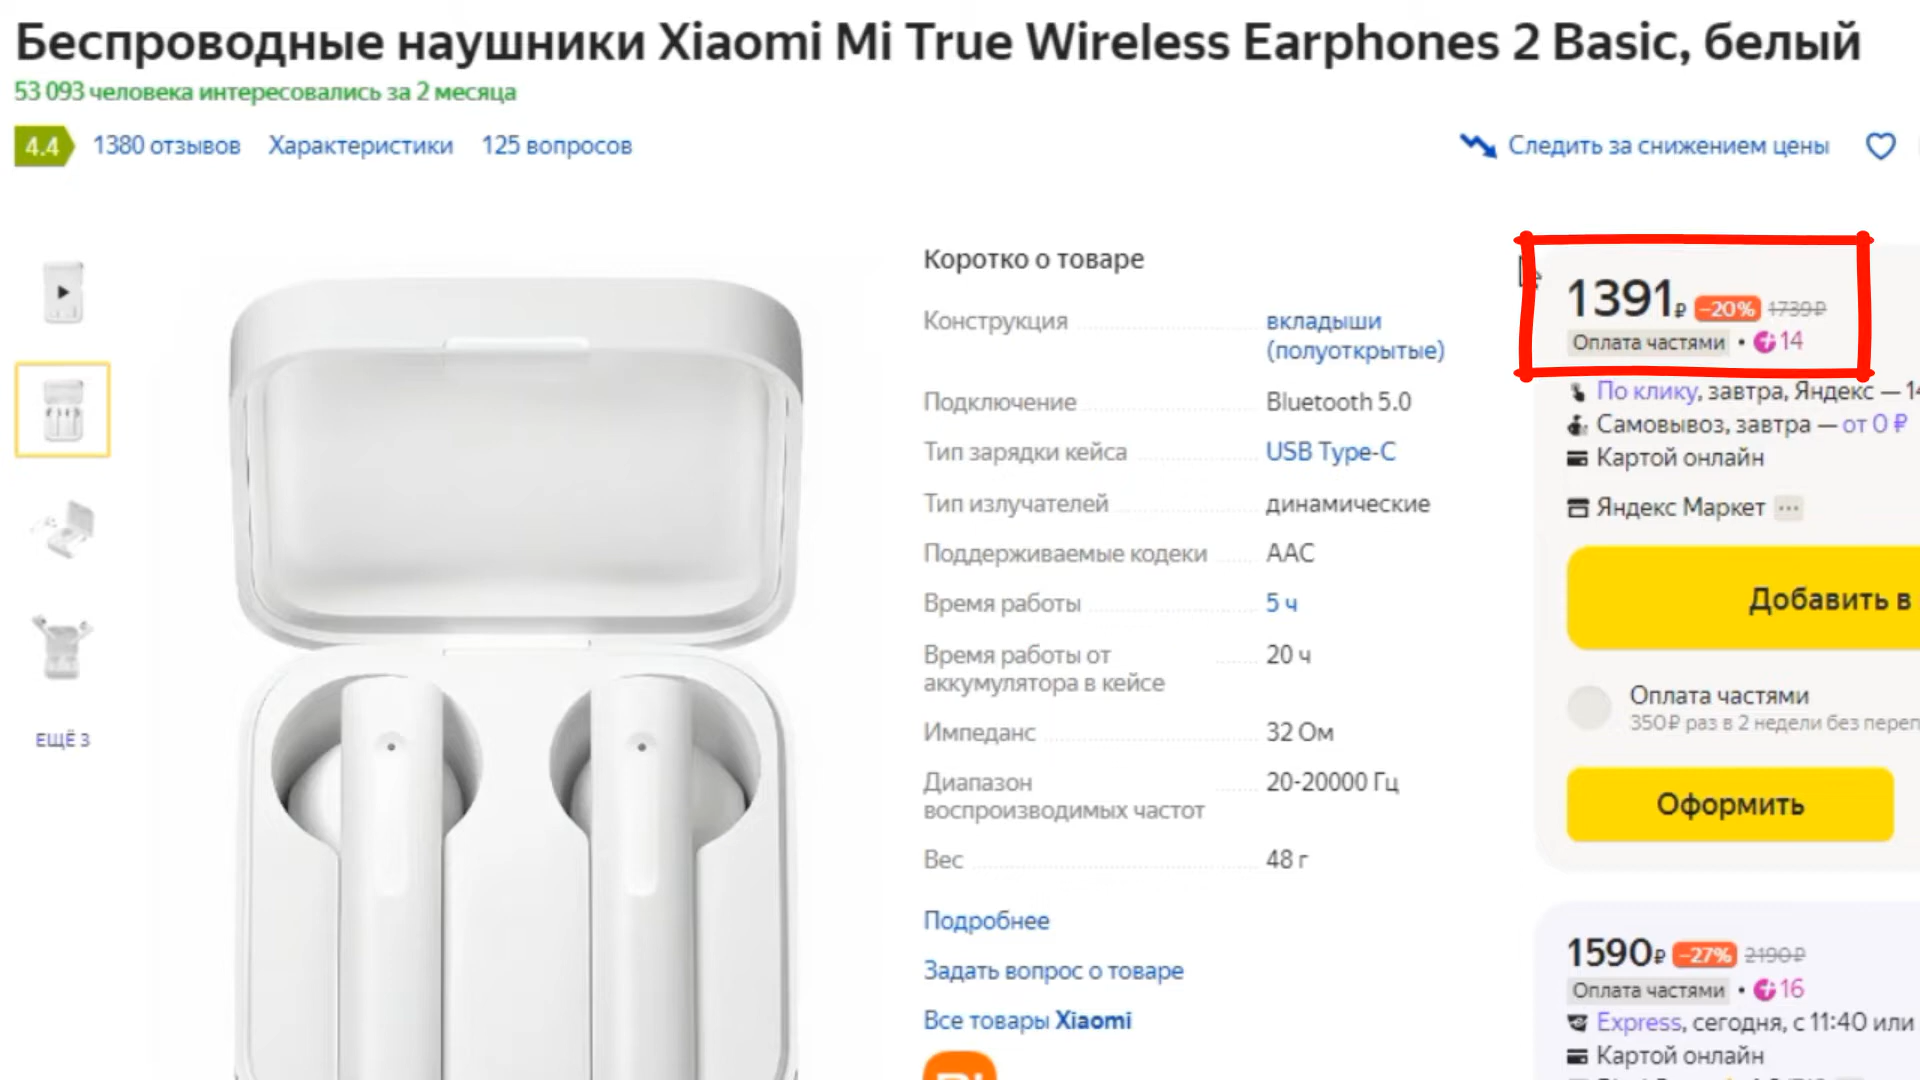 Беспроводные наушники Xiaomi Mi True Wireless Earphones 2 Basic, белый
53 093 человека интересовались за 2 месяца
4.4 1380 отзывов Характеристики 125 вопросов
Следить за снижением цены
ЕЩЁ 3
Коротко о товаре
Конструкция вкладыши
(полуоткрытые)
Подключение Bluetooth 5.0
Тип зарядки кейса USB Type-C
Тип излучателей динамические
Поддерживаемые кодеки AAC
Время работы 5 ч
Время работы от 20 ч
аккумулятора в кейсе
Импеданс 32 Ом
Диапазон 20-20000 Гц
воспроизводимых частот
Вес 48 г
Подробнее
Задать вопрос о товаре
Все товары Xiaomi
1391₽ −20% 1739₽
Оплата частями • 14
По клику, завтра, Яндекс — 14
Самовывоз, завтра — от 0 ₽
Картой онлайн
Яндекс Маркет ...
Добавить в
Оплата частями
350₽ раз в 2 недели без переп
Оформить
1590₽ −27% 2190₽
Оплата частями • 16
Express, сегодня, с 11:40 или
Картой онлайн